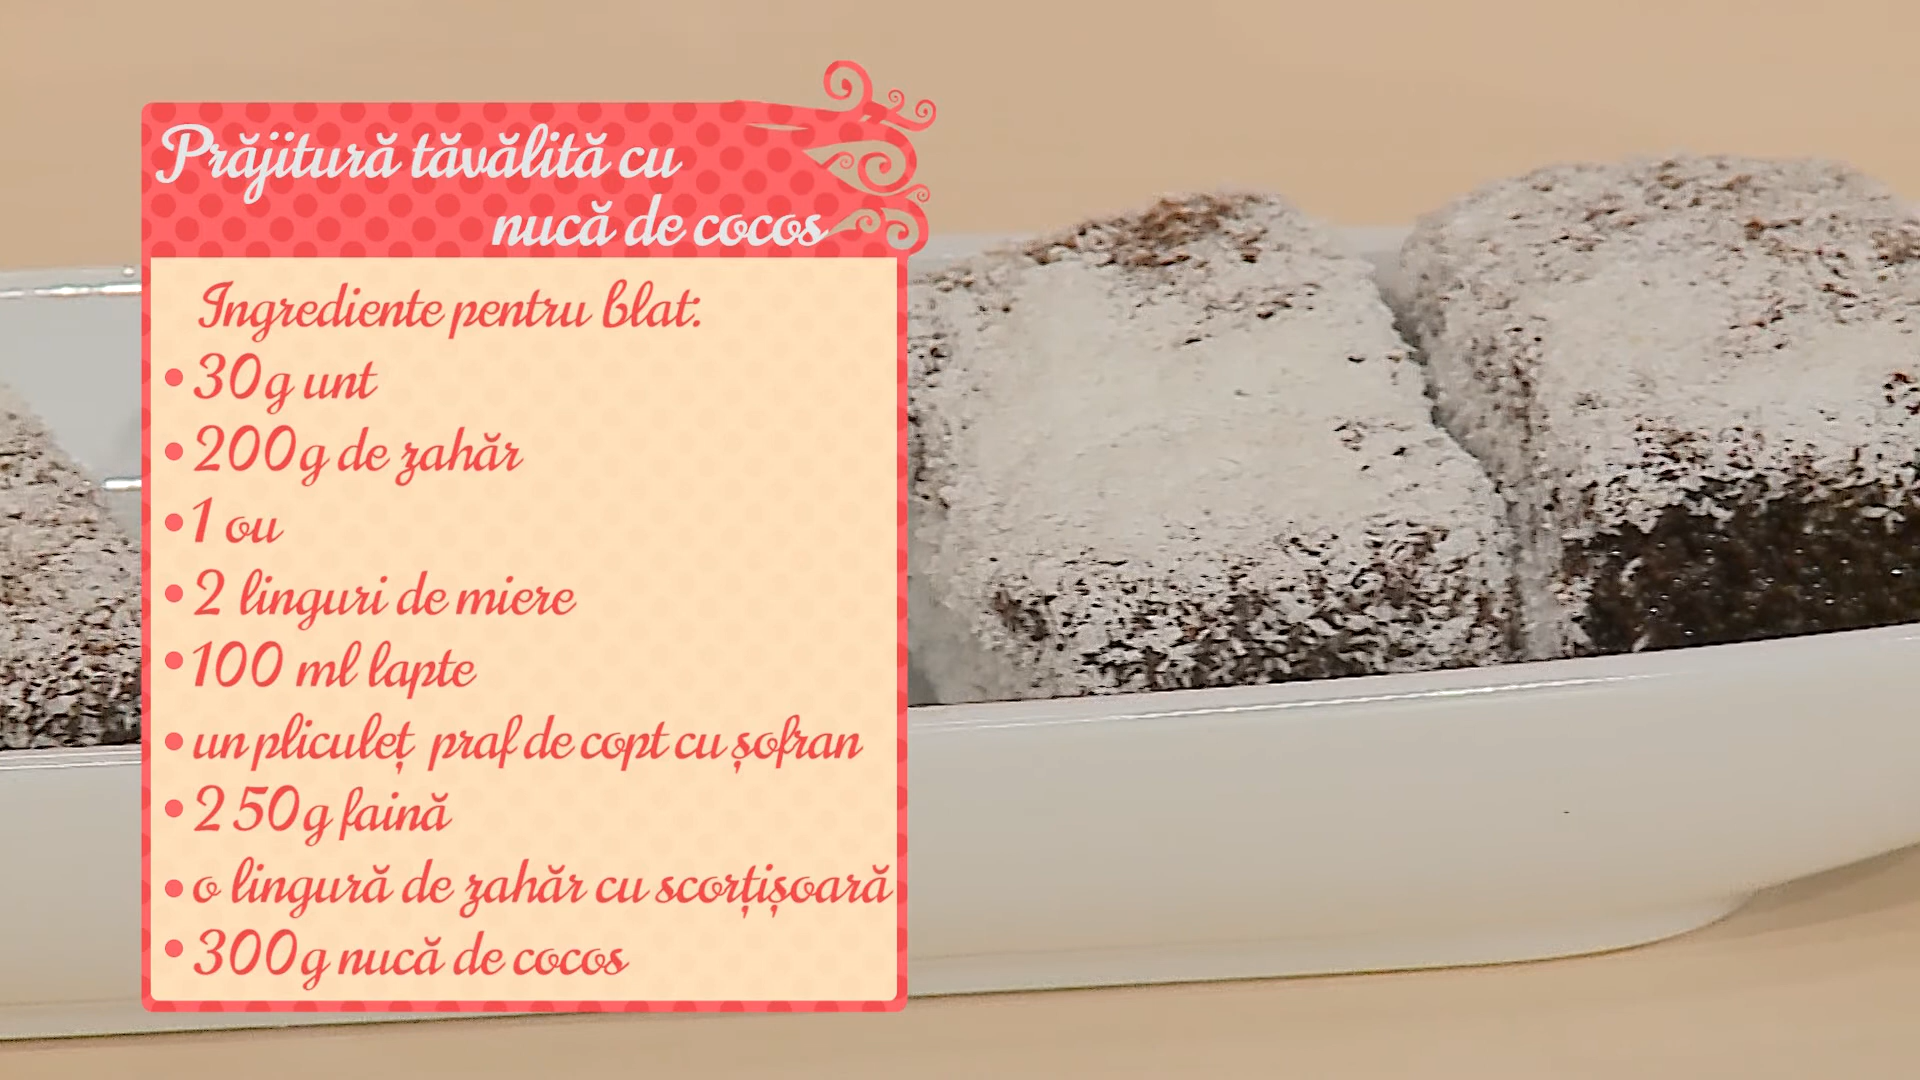 Prăjitură tăvălită cu
nucă de cocos
Ingrediente pentru blat:
• 30g unt
• 200g de zahăr
• 1 ou
• 2 linguri de miere
• 100 ml lapte
• un pliculeț praf de copt cu șofran
• 250g faină
• o lingură de zahăr cu scorțișoară
• 300g nucă de cocos